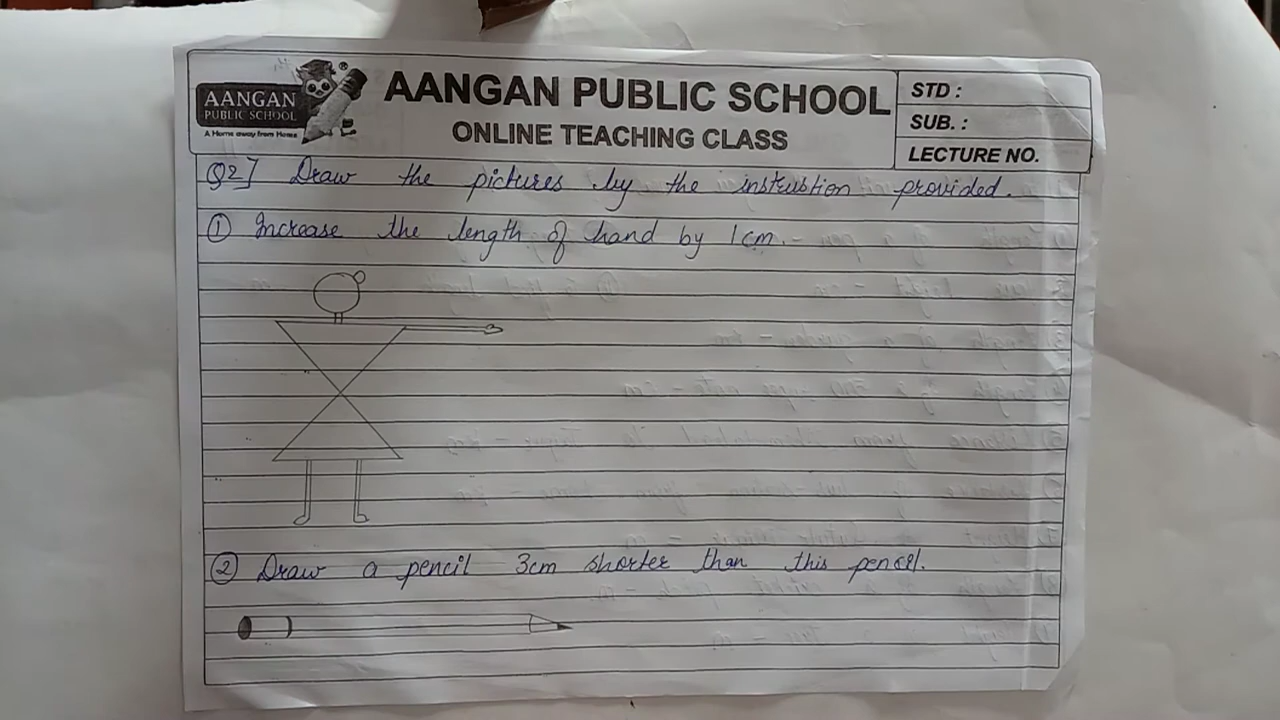 AANGAN
PUBLIC SCHOOL
A Home away from Home
AANGAN PUBLIC SCHOOL
ONLINE TEACHING CLASS
STD :
SUB. :
LECTURE NO.
Q2] Draw the pictures by the instrustion provided.
① Increase the length of hand by 1cm.
② Draw a pencil 3cm shorter than this pencil.